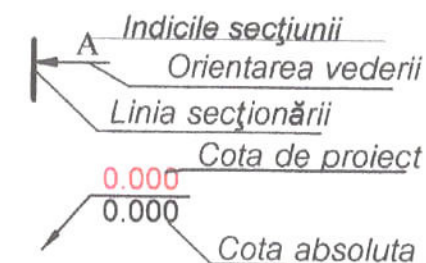 Indicile secţiunii
A
Orientarea vederii
Linia secţionării
Cota de proiect
0.000
0.000
Cota absoluta